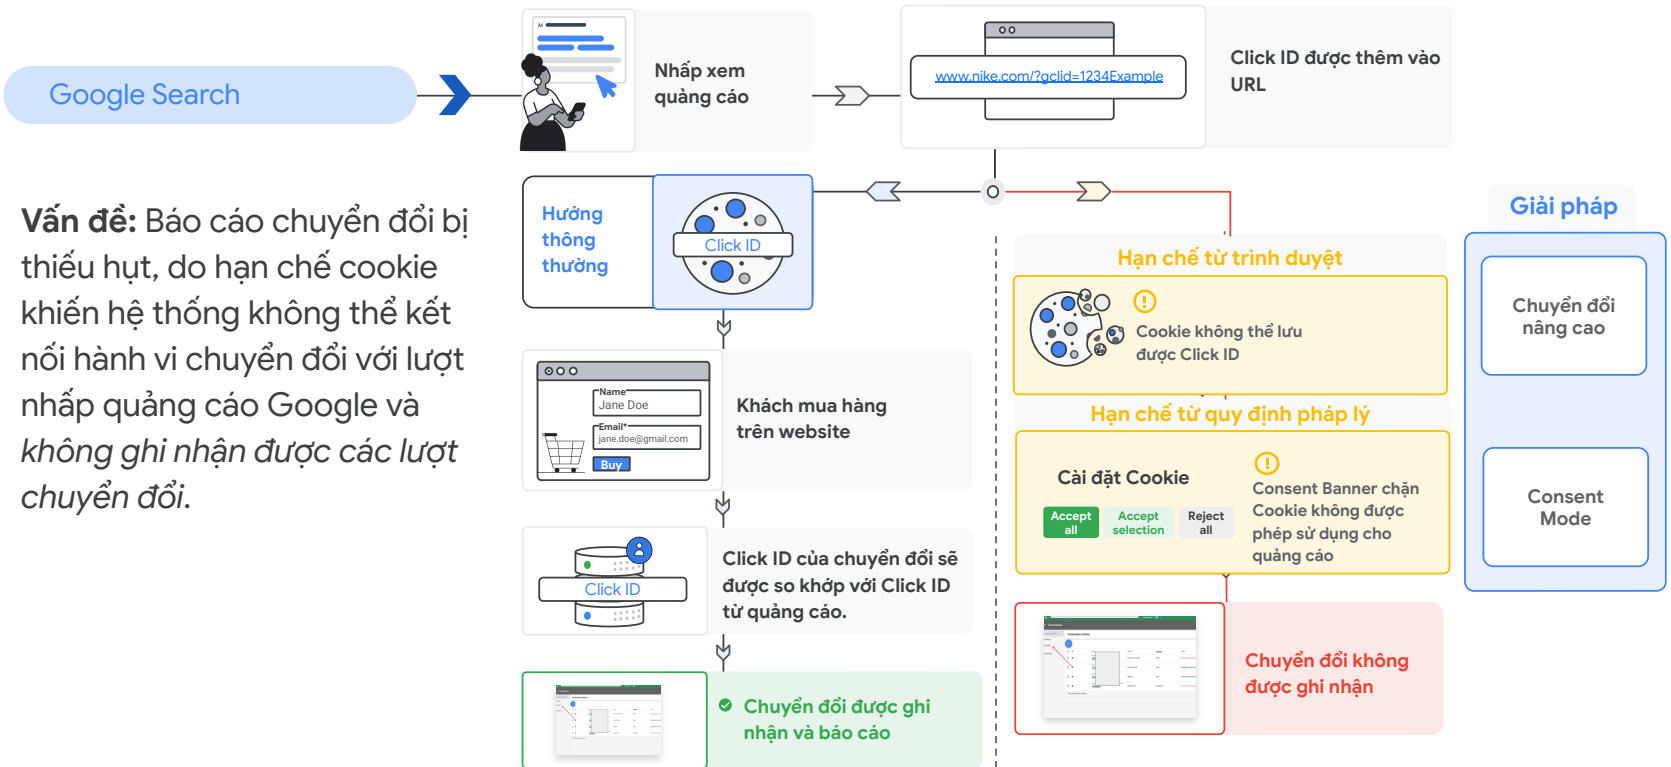 Google Search
Ad
Nhấp xem
quảng cáo
www.nike.com/?gclid=1234Example
Click ID được thêm vào
URL
Vấn đề: Báo cáo chuyển đổi bị
thiếu hụt, do hạn chế cookie
khiến hệ thống không thể kết
nối hành vi chuyển đổi với lượt
nhấp quảng cáo Google và
không ghi nhận được các lượt
chuyển đổi.
Hướng
thông
thường
Click ID
Name
Jane Doe
Email*
jane.doe@gmail.com
Buy
Khách mua hàng
trên website
Click ID
Click ID của chuyển đổi sẽ
được so khớp với Click ID
từ quảng cáo.
Chuyển đổi được ghi
nhận và báo cáo
Hạn chế từ trình duyệt
Cookie không thể lưu
được Click ID
Hạn chế từ quy định pháp lý
Cài đặt Cookie
Accept
all
Accept
selection
Reject
all
Consent Banner chặn
Cookie không được
phép sử dụng cho
quảng cáo
Chuyển đổi không
được ghi nhận
Giải pháp
Chuyển đổi
nâng cao
Consent
Mode